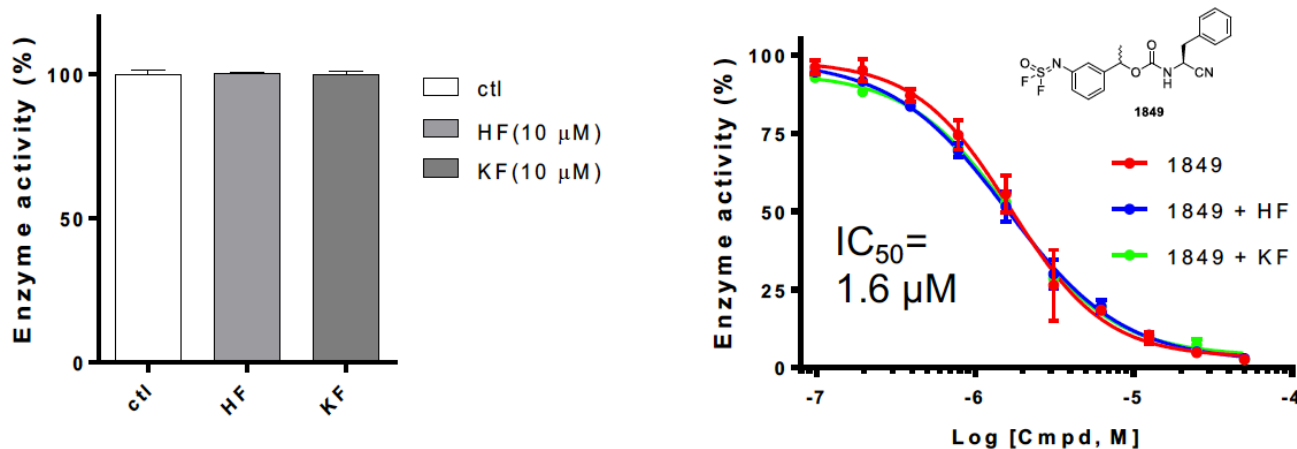 Enzyme activity (%)
100
50
0
ctl
HF
KF
ctl
HF(10 μM)
KF(10 μM)
Enzyme activity (%)
100
75
50
25
0
-7
-6
-5
-4
Log [Cmpd, M]
IC50=
1.6 μM
O
N
S
F
F
O
O
N
H
CN
1849
1849
1849 + HF
1849 + KF